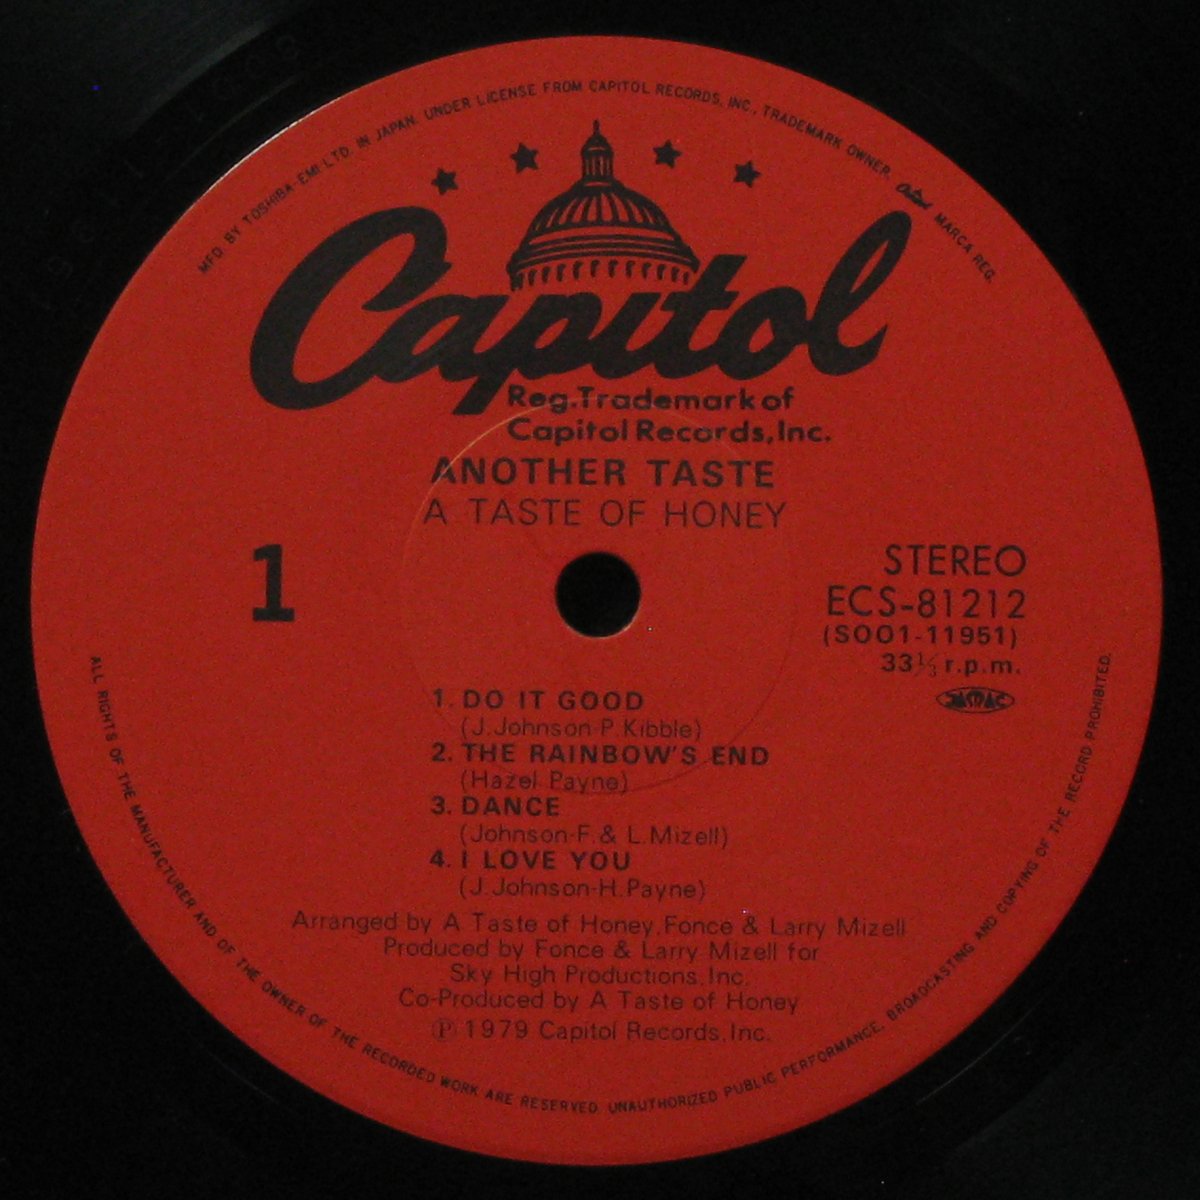 MFD. BY TOSHIBA-EMI LTD. IN JAPAN. UNDER LICENSE FROM CAPITOL RECORDS, INC., TRADEMARK OWNER. Capitol MARCA REG.
Capitol
Reg.Trademark of
Capitol Records,Inc.
ANOTHER TASTE
A TASTE OF HONEY
1
STEREO
ECS-81212
(SOO1-11951)
33⅓ r.p.m.
JASRAC
1. DO IT GOOD
(J.Johnson-P.Kibble)
2. THE RAINBOW'S END
(Hazel Payne)
3. DANCE
(Johnson-F.& L.Mizell)
4. I LOVE YOU
(J.Johnson-H.Payne)
Arranged by A Taste of Honey,Fonce & Larry Mizell
Produced by Fonce & Larry Mizell for
Sky High Productions,Inc.
Co-Produced by A Taste of Honey
℗ 1979 Capitol Records,Inc.
ALL RIGHTS OF THE MANUFACTURER AND OF THE OWNER OF THE RECORDED WORK ARE RESERVED. UNAUTHORIZED PUBLIC PERFORMANCE, BROADCASTING AND COPYING OF THE RECORD PROHIBITED.